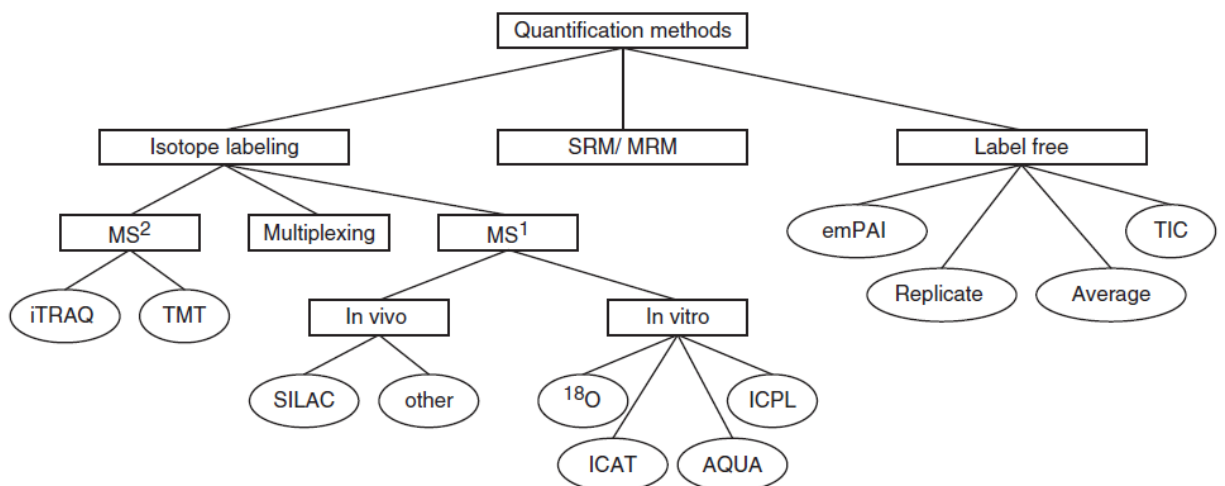 Quantification methods
Isotope labeling
SRM/ MRM
Label free
MS²
Multiplexing
MS¹
emPAI
TIC
iTRAQ
TMT
In vivo
In vitro
Replicate
Average
SILAC
other
¹⁸O
ICPL
ICAT
AQUA